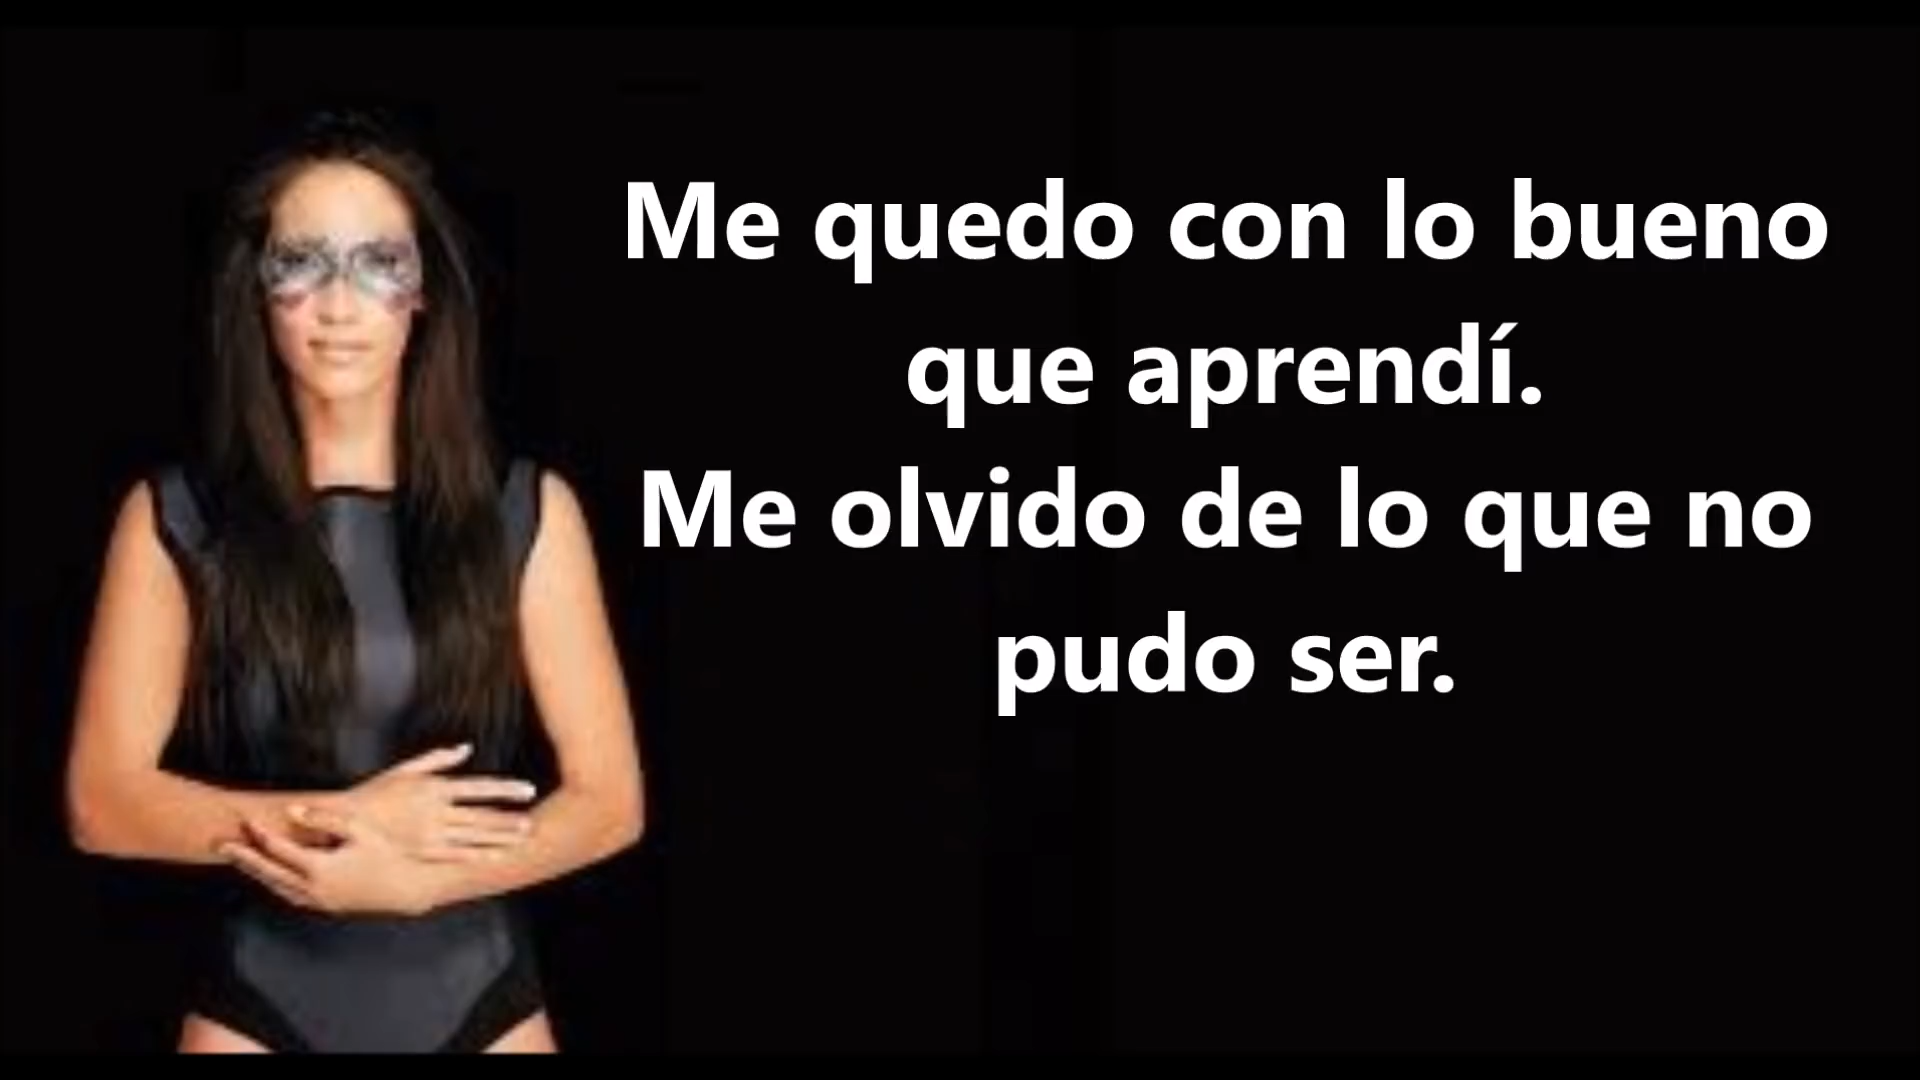 Me quedo con lo bueno
que aprendí.
Me olvido de lo que no
pudo ser.